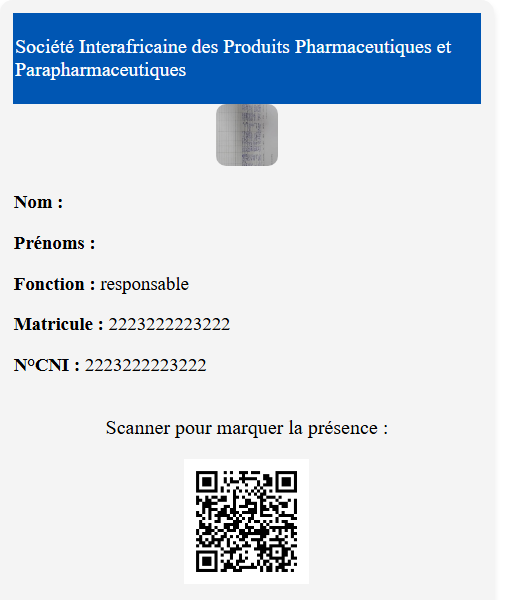 Société Interafricaine des Produits Pharmaceutiques et
Parapharmaceutiques
Nom :
Prénoms :
Fonction : responsable
Matricule : 2223222223222
N°CNI : 2223222223222
Scanner pour marquer la présence :